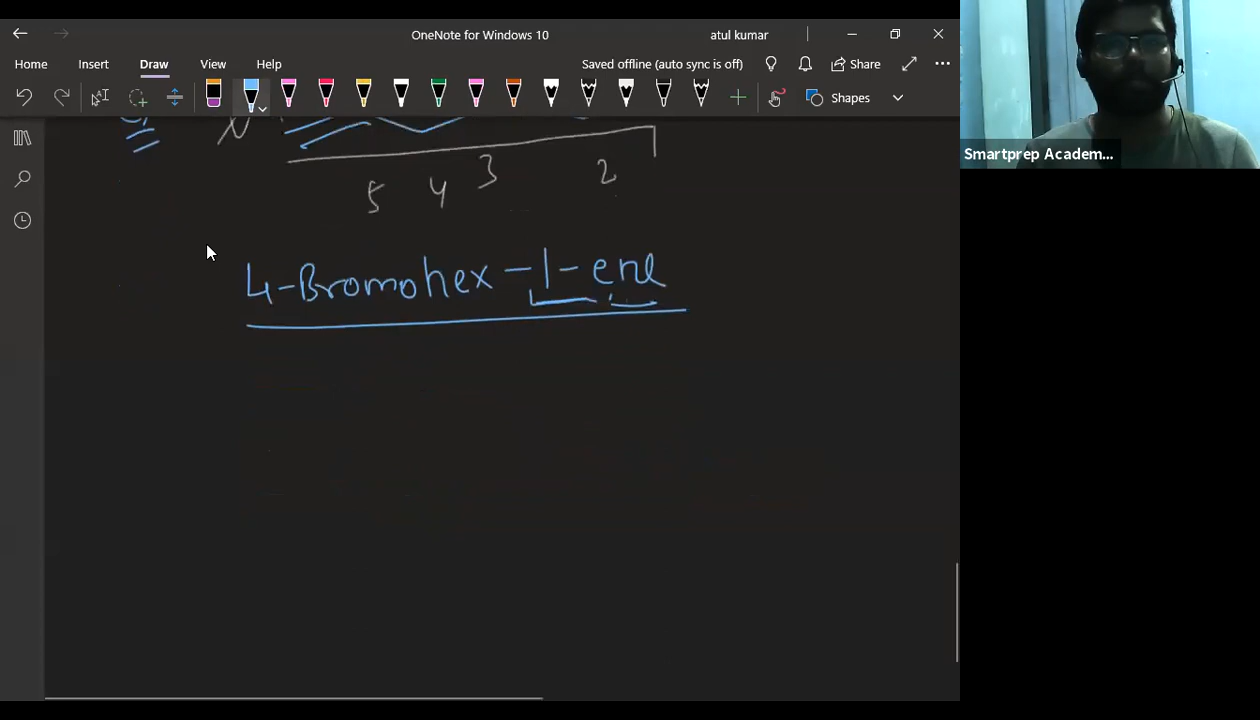 OneNote for Windows 10
atul kumar
Home Insert Draw View Help
Saved offline (auto sync is off)
Share
Shapes
Smartprep Academ...
5 4 3 2
4-Bromohex-1-ene